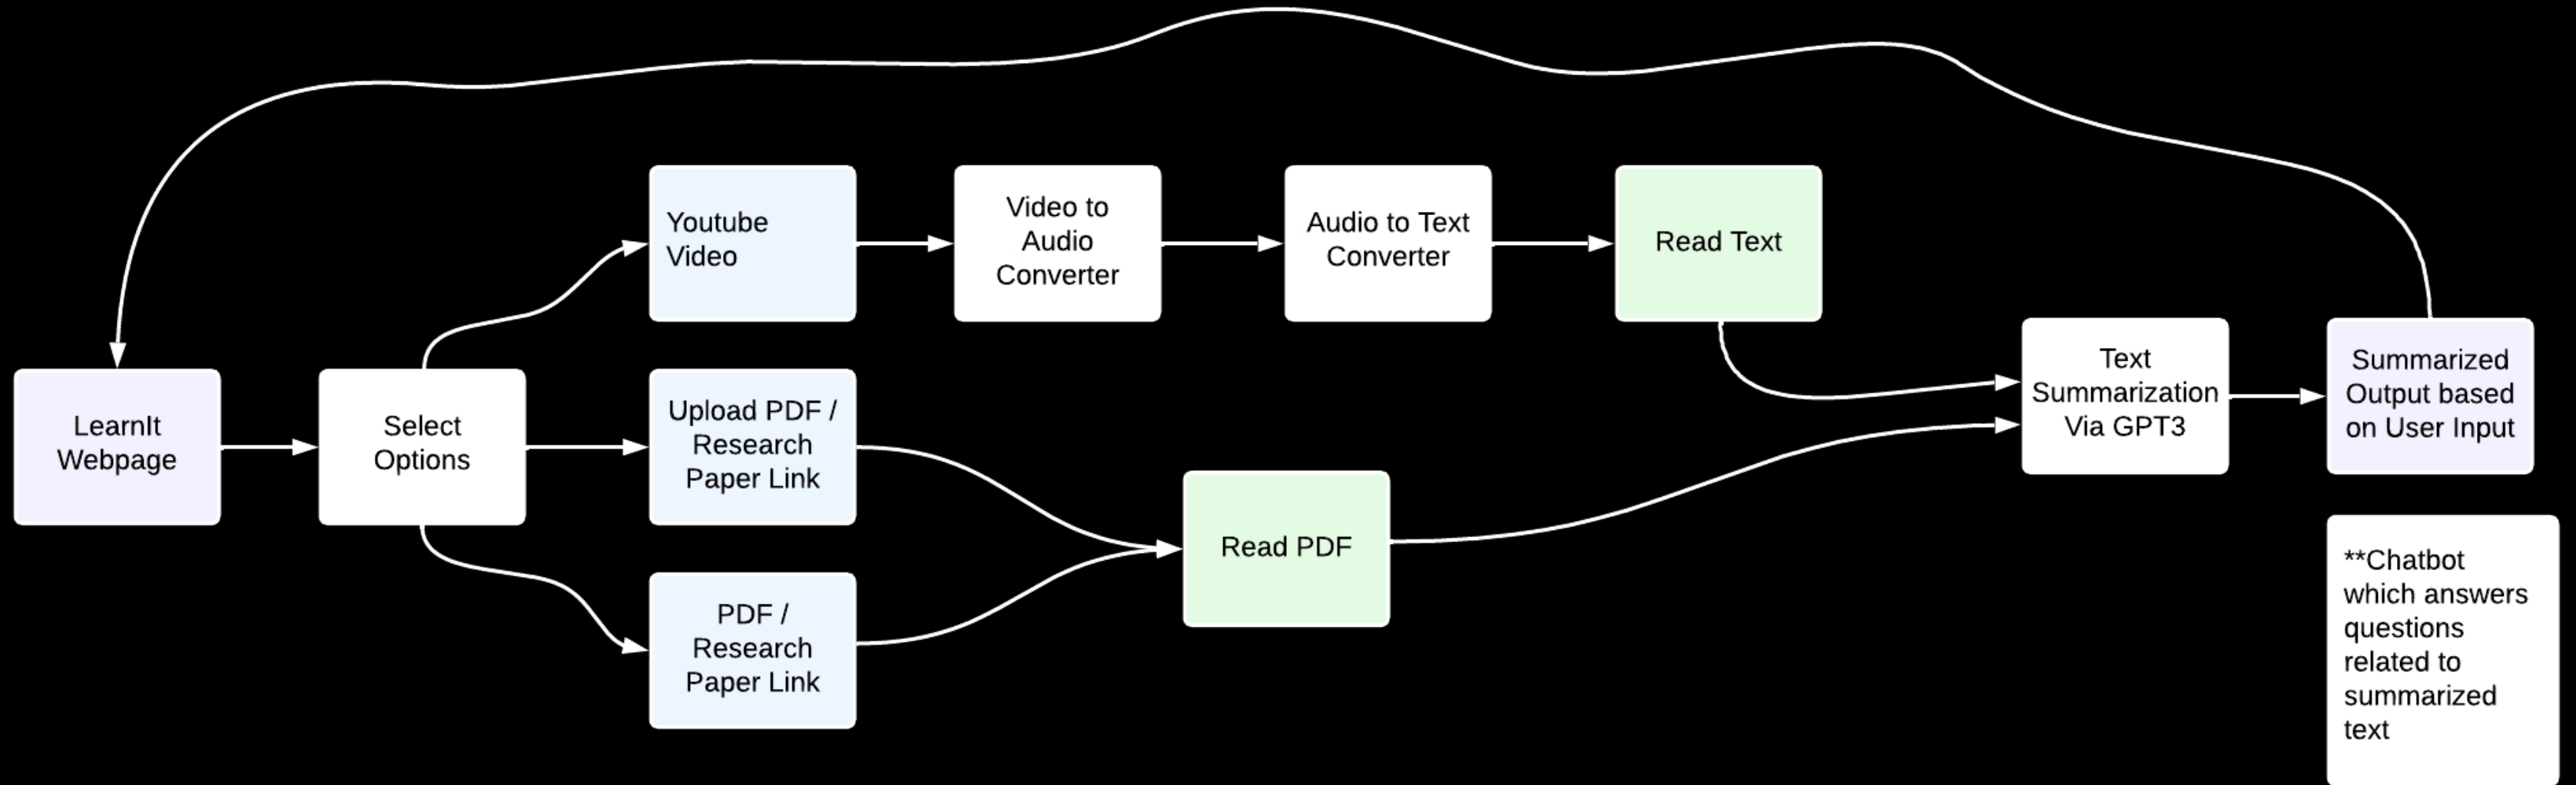 LearnIt
Webpage
Select
Options
Youtube
Video
Video to
Audio
Converter
Audio to Text
Converter
Read Text
Upload PDF /
Research
Paper Link
PDF /
Research
Paper Link
Read PDF
Text
Summarization
Via GPT3
Summarized
Output based
on User Input
**Chatbot
which answers
questions
related to
summarized
text